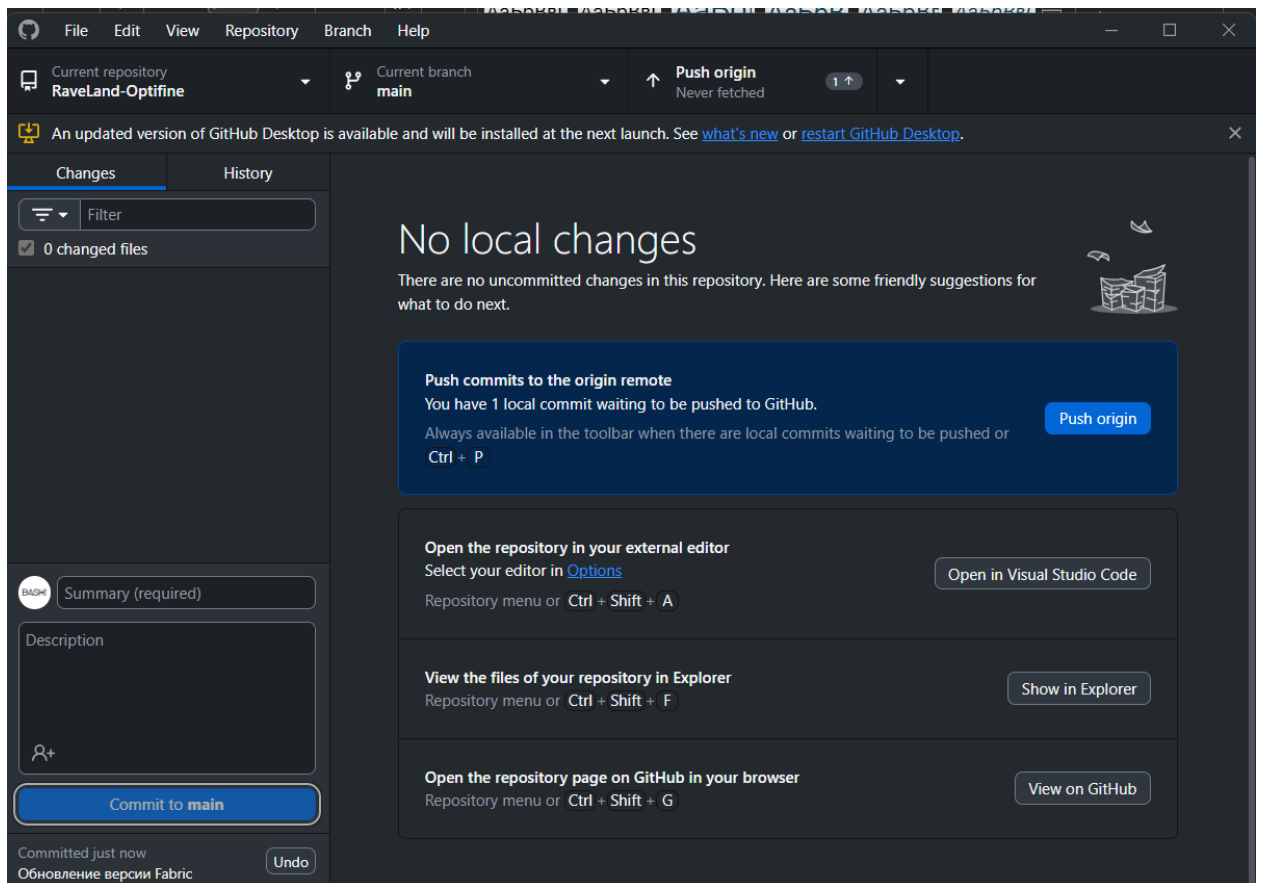 File Edit View Repository Branch Help
Current repository
RaveLand-Optifine
Current branch
main
Push origin
Never fetched
1
An updated version of GitHub Desktop is available and will be installed at the next launch. See what's new or restart GitHub Desktop.
Changes History
Filter
0 changed files
No local changes
There are no uncommitted changes in this repository. Here are some friendly suggestions for
what to do next.
Push commits to the origin remote
You have 1 local commit waiting to be pushed to GitHub.
Always available in the toolbar when there are local commits waiting to be pushed or
Ctrl + P
Push origin
Open the repository in your external editor
Select your editor in Options
Repository menu or Ctrl + Shift + A
Open in Visual Studio Code
View the files of your repository in Explorer
Repository menu or Ctrl + Shift + F
Show in Explorer
Open the repository page on GitHub in your browser
Repository menu or Ctrl + Shift + G
View on GitHub
BASH!
Summary (required)
Description
Commit to main
Committed just now
Обновление версии Fabric
Undo